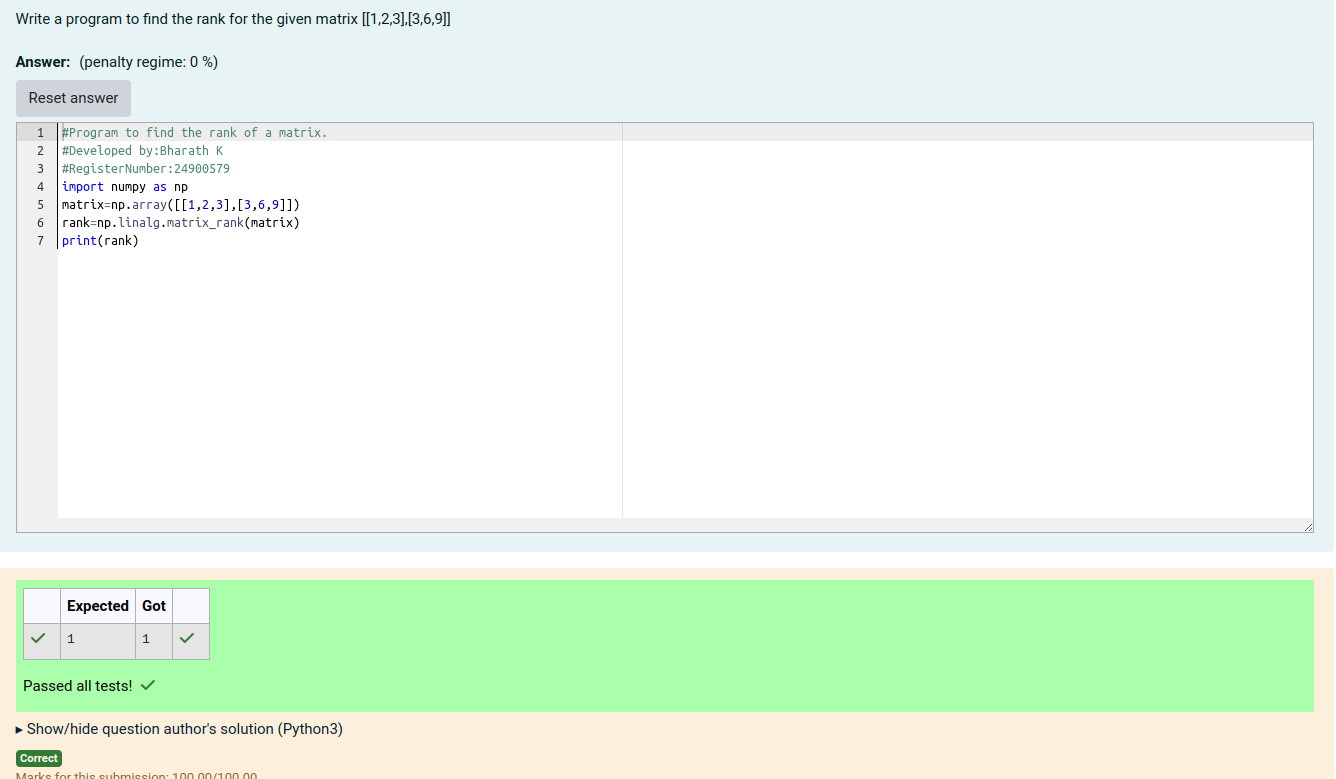 Write a program to find the rank for the given matrix [[1,2,3],[3,6,9]]
Answer: (penalty regime: 0 %)
Reset answer
1 #Program to find the rank of a matrix.
2 #Developed by:Bharath K
3 #RegisterNumber:24900579
4 import numpy as np
5 matrix=np.array([[1,2,3],[3,6,9]])
6 rank=np.linalg.matrix_rank(matrix)
7 print(rank)
Expected Got
1 1
Passed all tests!
Show/hide question author's solution (Python3)
Correct
Marks for this submission: 100.00/100.00.